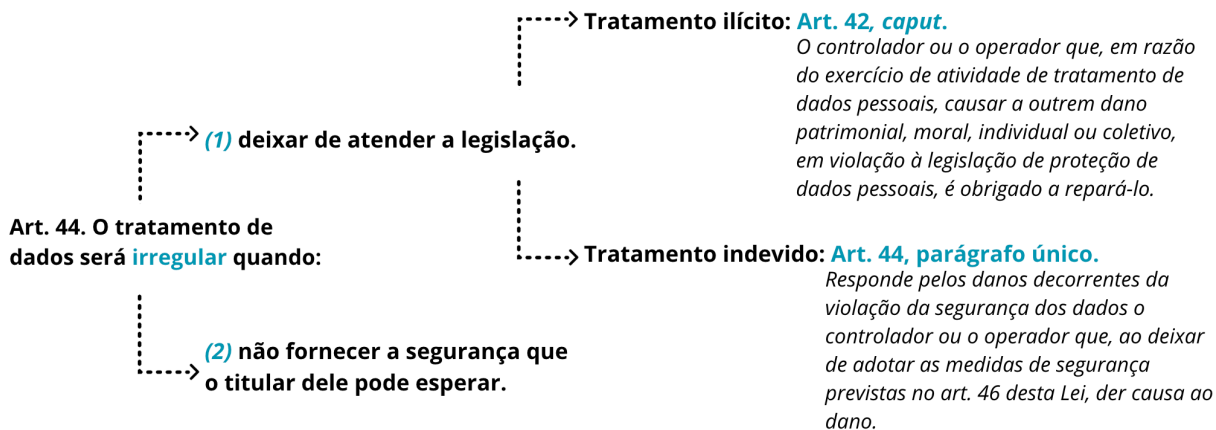 Art. 44. O tratamento de
dados será irregular quando:
(1) deixar de atender a legislação.
Tratamento ilícito: Art. 42, caput.
O controlador ou o operador que, em razão
do exercício de atividade de tratamento de
dados pessoais, causar a outrem dano
patrimonial, moral, individual ou coletivo,
em violação à legislação de proteção de
dados pessoais, é obrigado a repará-lo.
Tratamento indevido: Art. 44, parágrafo único.
Responde pelos danos decorrentes da
violação da segurança dos dados o
controlador ou o operador que, ao deixar
de adotar as medidas de segurança
previstas no art. 46 desta Lei, der causa ao
dano.
(2) não fornecer a segurança que
o titular dele pode esperar.